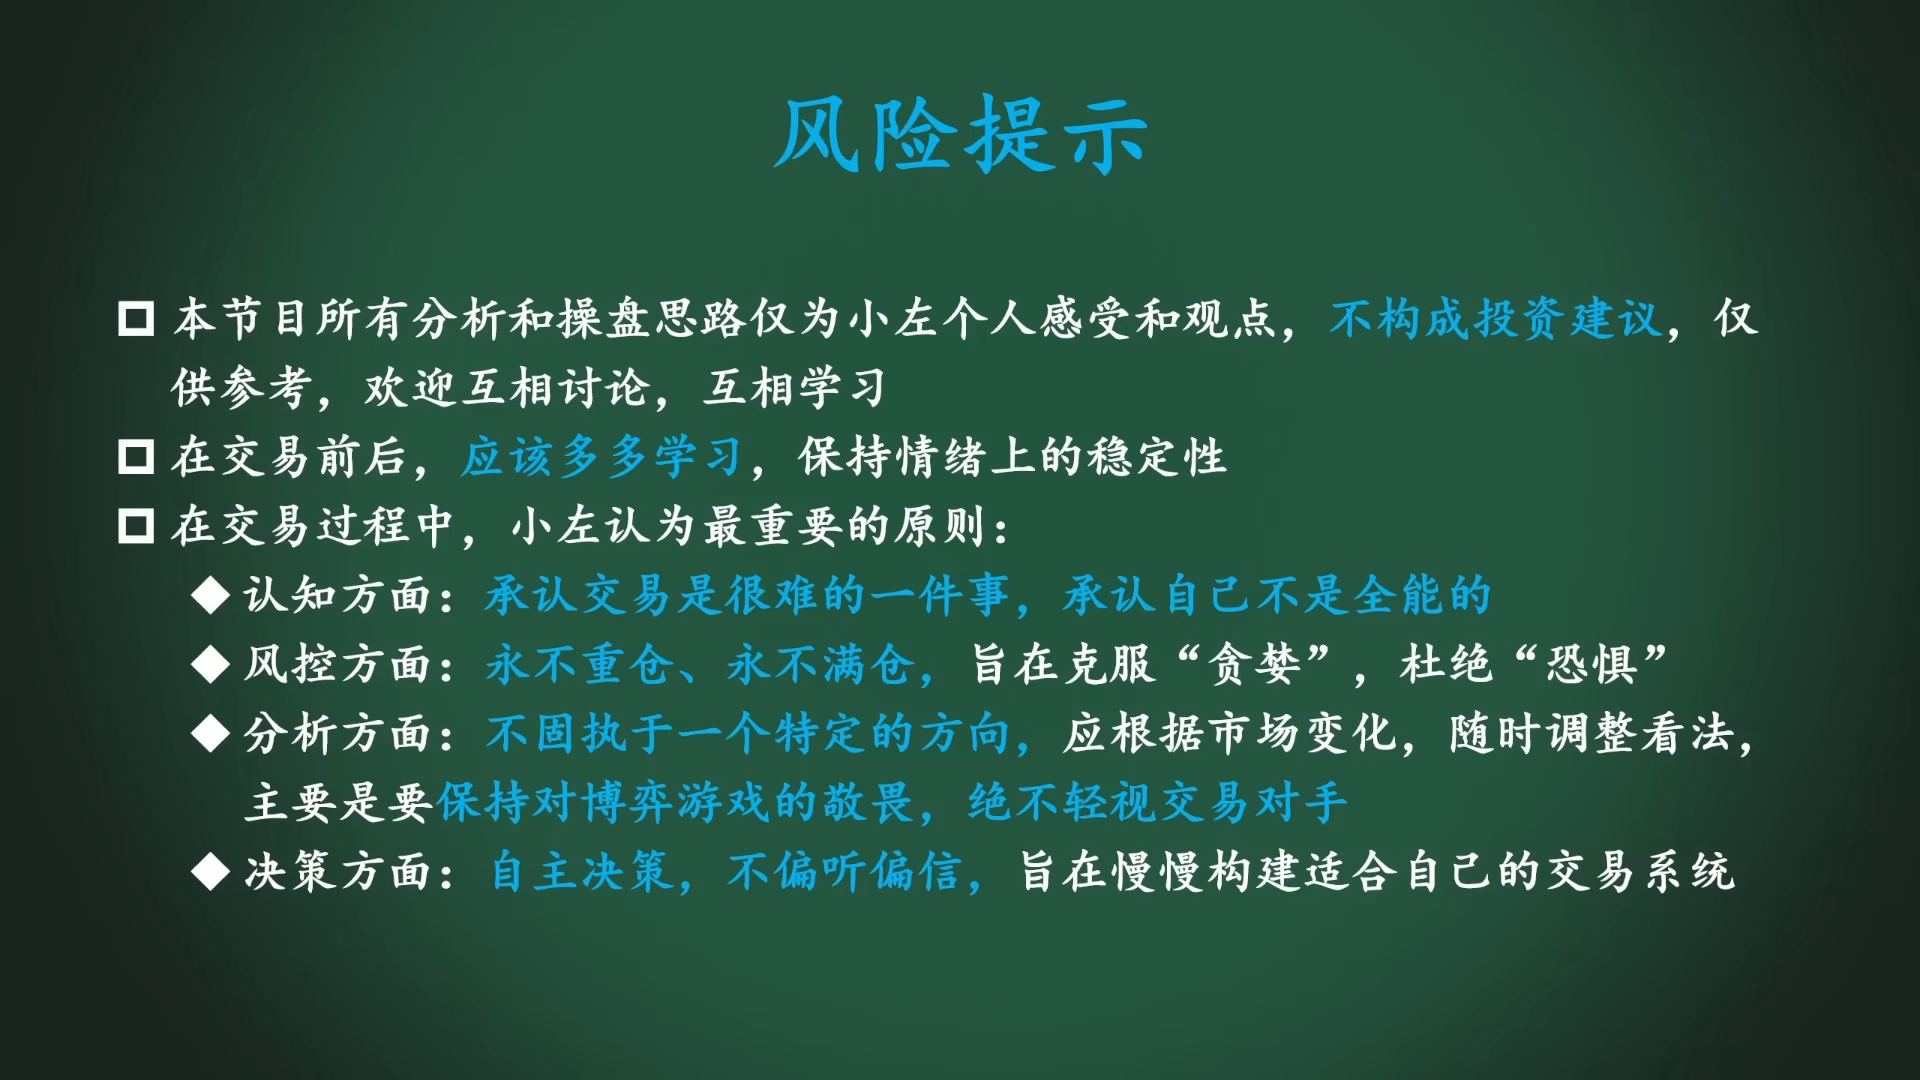 风险提示
本节目所有分析和操盘思路仅为小左个人感受和观点，不构成投资建议，仅
供参考，欢迎互相讨论，互相学习
在交易前后，应该多多学习，保持情绪上的稳定性
在交易过程中，小左认为最重要的原则：
认知方面：承认交易是很难的一件事，承认自己不是全能的
风控方面：永不重仓、永不满仓，旨在克服“贪婪”，杜绝“恐惧”
分析方面：不固执于一个特定的方向，应根据市场变化，随时调整看法，
主要是要保持对博弈游戏的敬畏，绝不轻视交易对手
决策方面：自主决策，不偏听偏信，旨在慢慢构建适合自己的交易系统